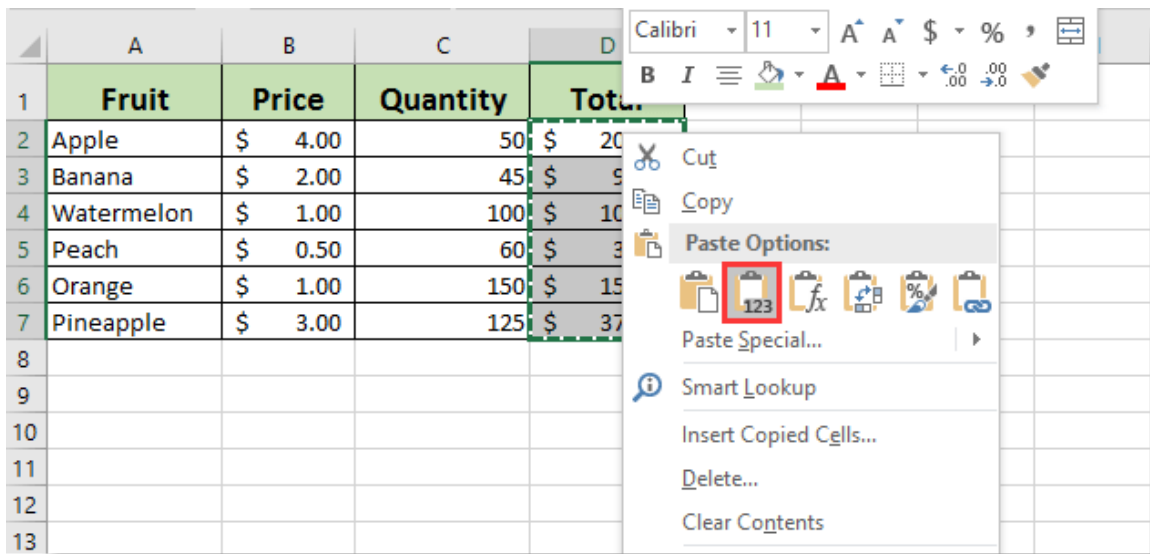 Calibri 11 A A $ % ,
A B C D
B I A .00 .0 .00 .0
1 Fruit Price Quantity
2 Apple $ 4.00 50 $
3 Banana $ 2.00 45 $
4 Watermelon $ 1.00 100 $
5 Peach $ 0.50 60 $
6 Orange $ 1.00 150 $
7 Pineapple $ 3.00 125 $
8
9
10
11
12
13
Cut
Copy
Paste Options:
123 fx %
Paste Special...
Smart Lookup
Insert Copied Cells...
Delete...
Clear Contents